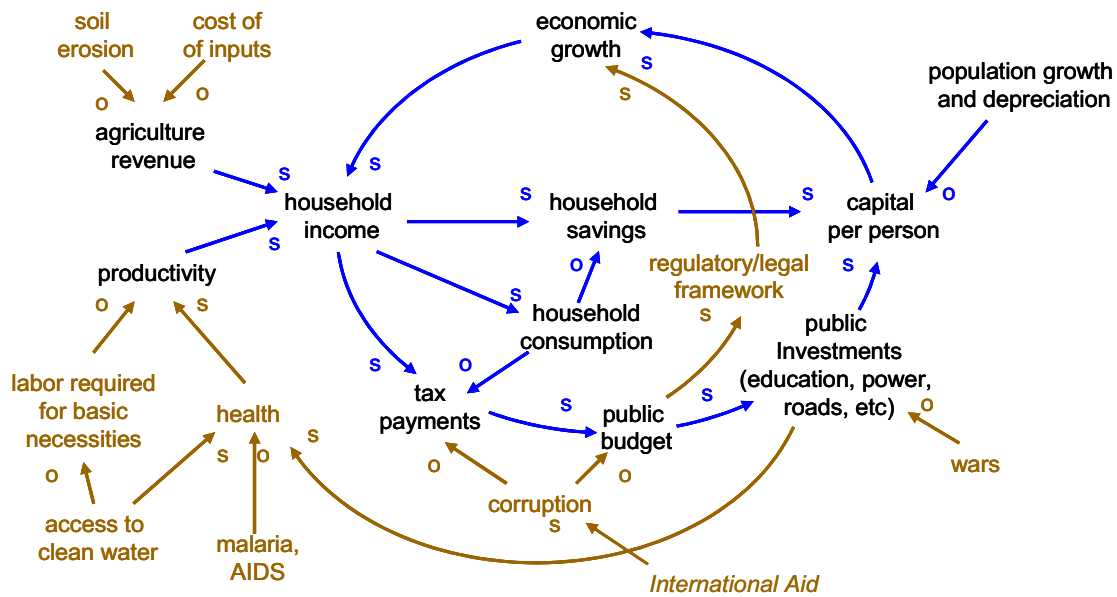 soil
erosion
cost of
of inputs
economic
growth
s
s
population growth
and depreciation
o
o
agriculture
revenue
s
s
household
income
s
s
household
savings
s
capital
per person
o
s
productivity
o
s
o
regulatory/legal
framework
s
s
s
household
consumption
public
Investments
(education, power,
roads, etc)
o
labor required
for basic
necessities
o
health
s
o
s
s
o
tax
payments
s
public
budget
s
o
corruption
s
o
wars
access to
clean water
malaria,
AIDS
International Aid